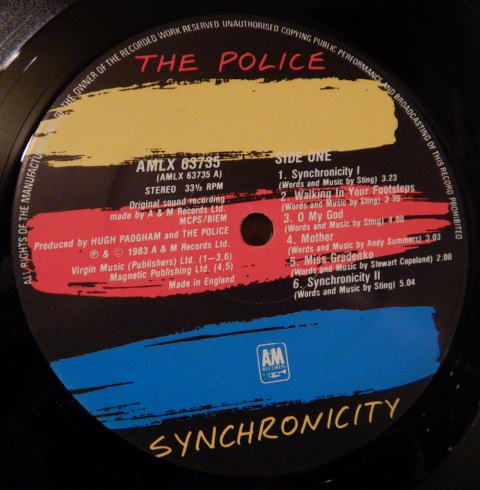 ALL RIGHTS OF THE MANUFACTURER AND OF THE OWNER OF THE RECORDED WORK RESERVED UNAUTHORISED COPYING PUBLIC PERFORMANCE AND BROADCASTING OF THIS RECORD PROHIBITED
THE POLICE
AMLX 63735
(AMLX 63735 A)
STEREO 33⅓ RPM
Original sound recording
made by A & M Records Ltd.
MCPS/BIEM
Produced by HUGH PADGHAM and THE POLICE
℗ & © 1983 A & M Records Ltd.
Virgin Music (Publishers) Ltd. (1—3,6)
Magnetic Publishing Ltd. (4,5)
Made in England
SIDE ONE
1. Synchronicity I
(Words and Music by Sting) 3.23
2. Walking In Your Footsteps
(Words and Music by Sting) 3.35
3. O My God
(Words and Music by Sting) 4.00
4. Mother
(Words and Music by Andy Summers) 3.03
5. Miss Gradenko
(Words and Music by Stewart Copeland) 2.00
6. Synchronicity II
(Words and Music by Sting) 5.04
AM
RECORDS
SYNCHRONICITY